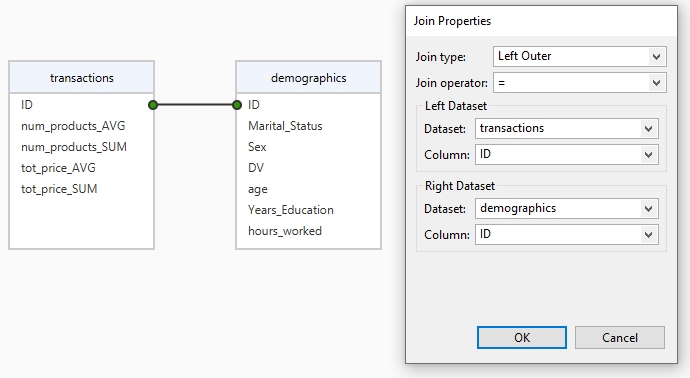 transactions
ID
num_products_AVG
num_products_SUM
tot_price_AVG
tot_price_SUM
demographics
ID
Marital_Status
Sex
DV
age
Years_Education
hours_worked
Join Properties
Join type: Left Outer
Join operator: =
Left Dataset
Dataset: transactions
Column: ID
Right Dataset
Dataset: demographics
Column: ID
OK Cancel